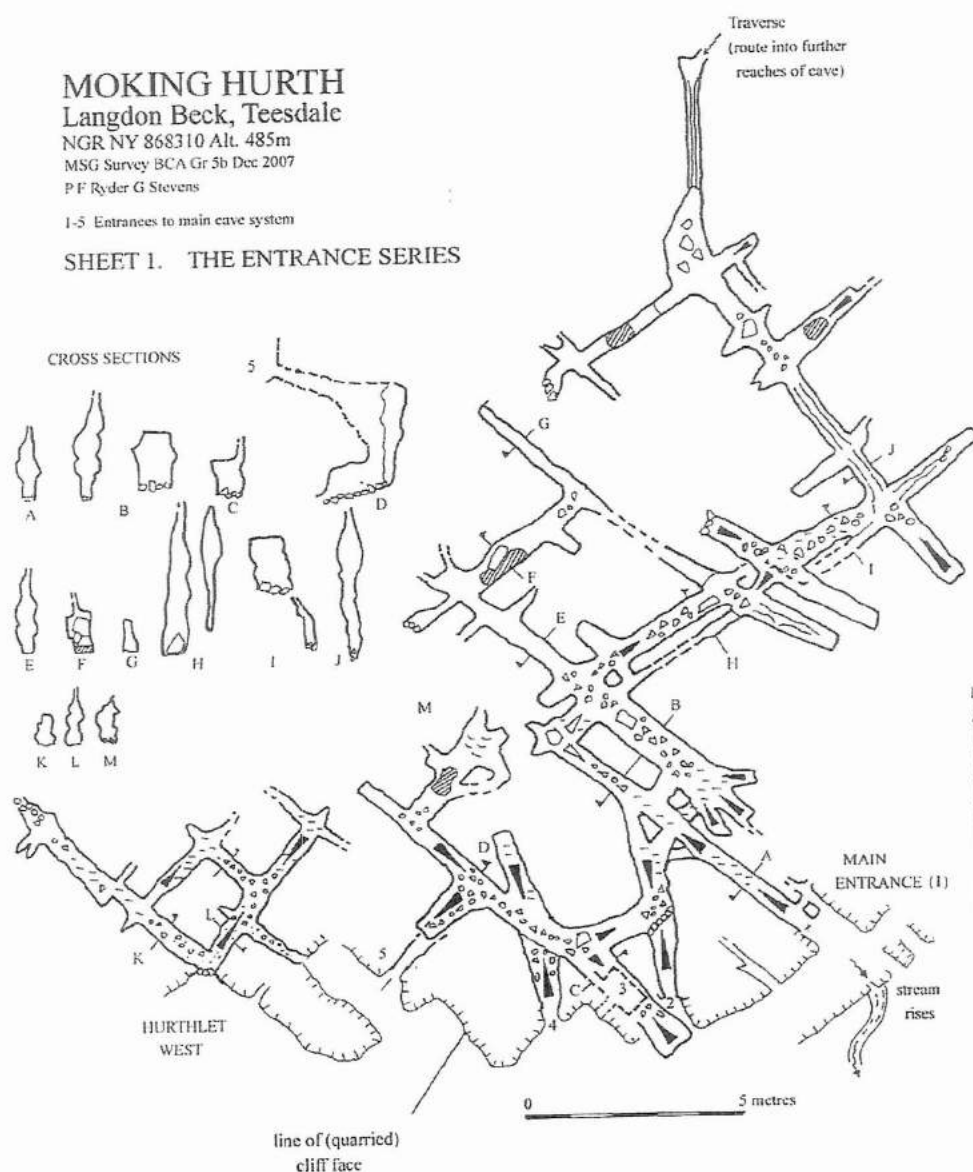 MOKING HURTH
Langdon Beck, Teesdale
NGR NY 868310 Alt. 485m
MSG Survey BCA Gr 5b Dec 2007
P F Ryder G Stevens
1-5 Entrances to main cave system
SHEET 1. THE ENTRANCE SERIES
Traverse
(route into further
reaches of cave)
CROSS SECTIONS
5
A
B
C
D
E
F
G
H
I
J
K
L
M
G
J
F
I
E
H
B
M
D
A
MAIN
ENTRANCE (1)
L
K
5
C
3
2
4
stream
rises
HURTHLET
WEST
0
5 metres
line of (quarried)
cliff face